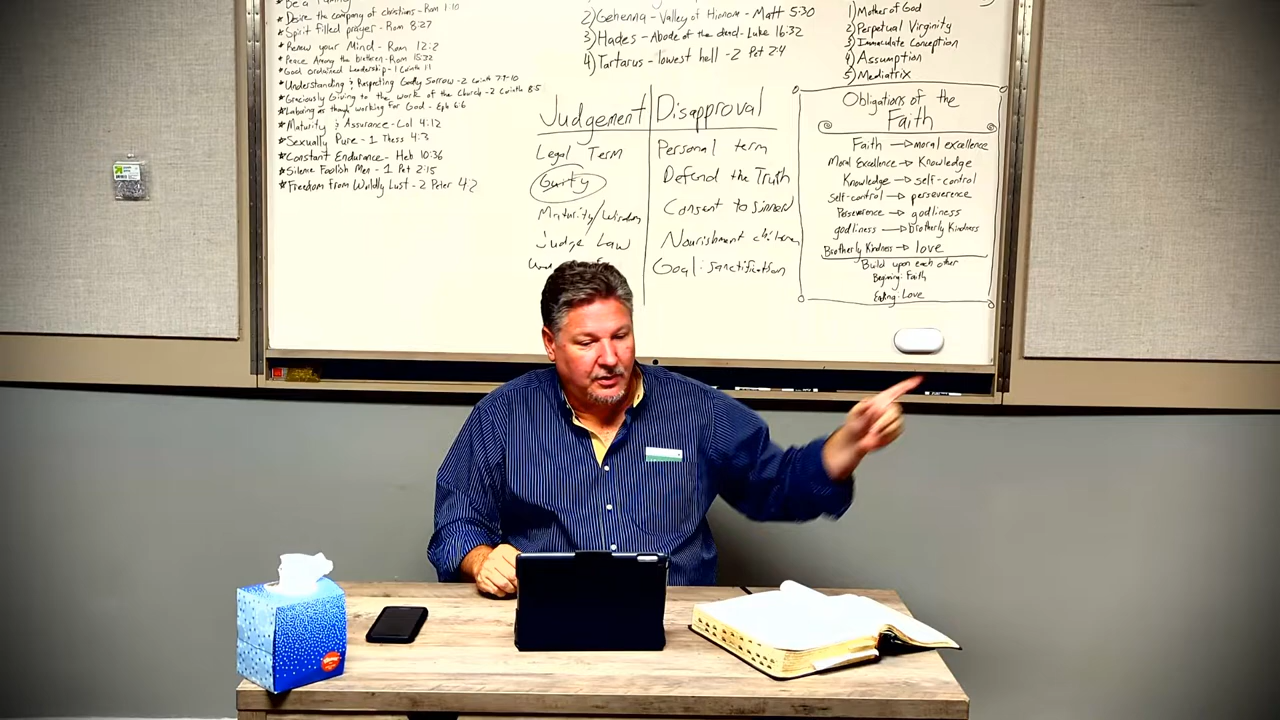 Be a
Desire the company of christians - Rom 1:10
Spirit filled prayer - Rom 8:27
Renew your Mind - Rom 12:2
Peace Among the brethren - Rom 15:32
God ordained Leadership - 1 Corinth 1:1
Understanding & Respecting Godly Sorrow - 2 Corinth 7:9-10
Graciously Giving to the work of the Church - 2 Corinth 8:5
Laboring as though working For God - Eph 6:6
Maturity & Assurance - Col 4:12
Sexually Pure - 1 Thess 4:3
Constant Endurance - Heb 10:36
Silence Foolish Men - 1 Pet 2:15
Freedom From Worldly Lust - 2 Peter 4:2
2) Gehenna - Valley of Hinnom - Matt 5:30
3) Hades - Abode of the dead - Luke 16:32
4) Tartarus - lowest hell - 2 Pet 2:4
1) Mother of God
2) Perpetual Virginity
3) Immaculate Conception
4) Assumption
5) Mediatrix
Judgement
Legal Term
Guilty
Maturity/Wisdom
Judge Law
Disapproval
Personal term
Defend the Truth
Consent to sinners
Nourishment children
Goal: Sanctification
Obligations of the
Faith
Faith → moral excellence
Moral Excellence → Knowledge
Knowledge → self-control
Self-control → perseverence
Perseverence → godliness
godliness → Brotherly Kindness
Brotherly Kindness → love
Build upon each other
Begining: Faith
Ending: Love